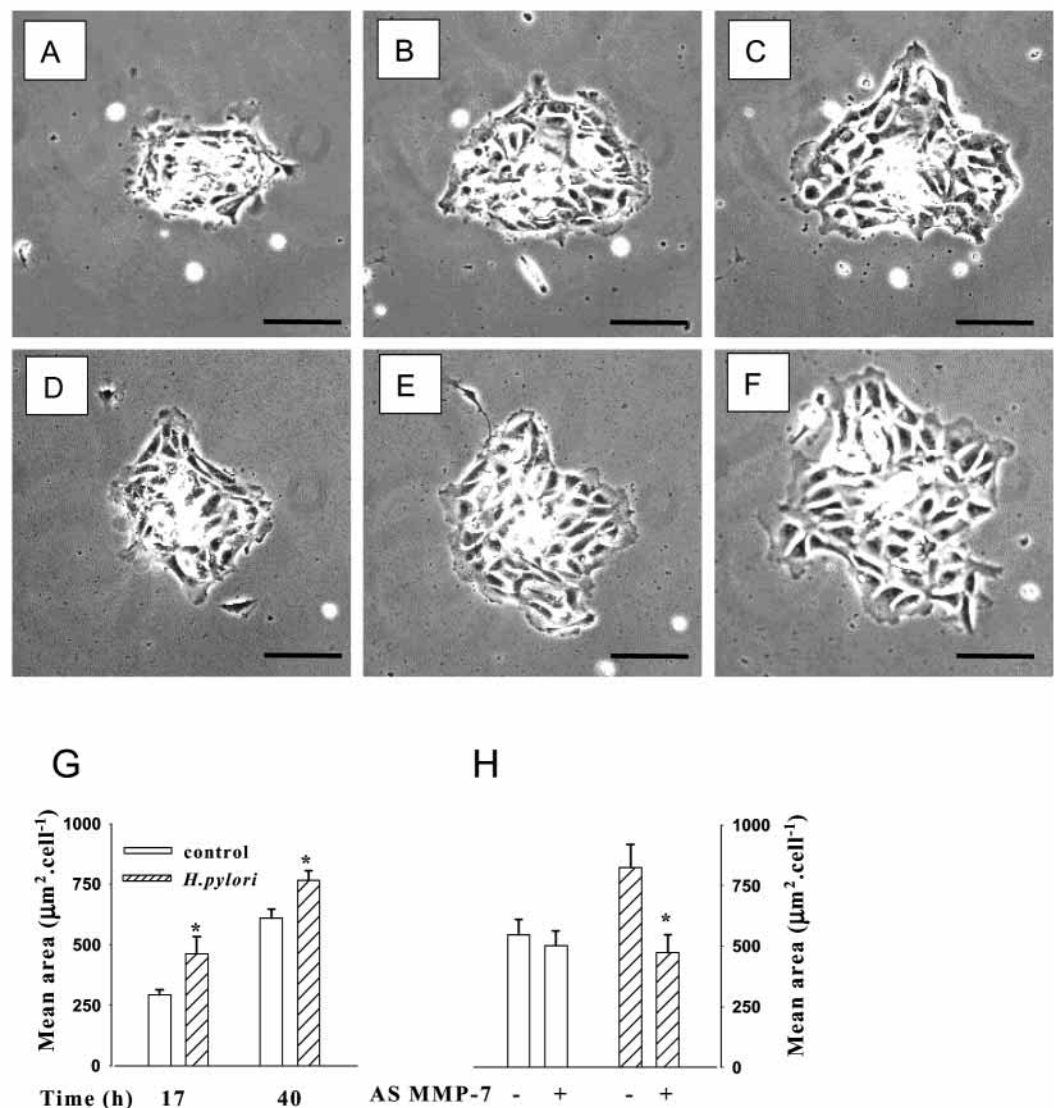 A
B
C
D
E
F
G
H
Mean area (μm².cell⁻¹)
1000
750
500
250
0
control
H.pylori
*
*
Time (h) 17 40
*
1000
750
500
250
0
Mean area (μm².cell⁻¹)
AS MMP-7 - + - +